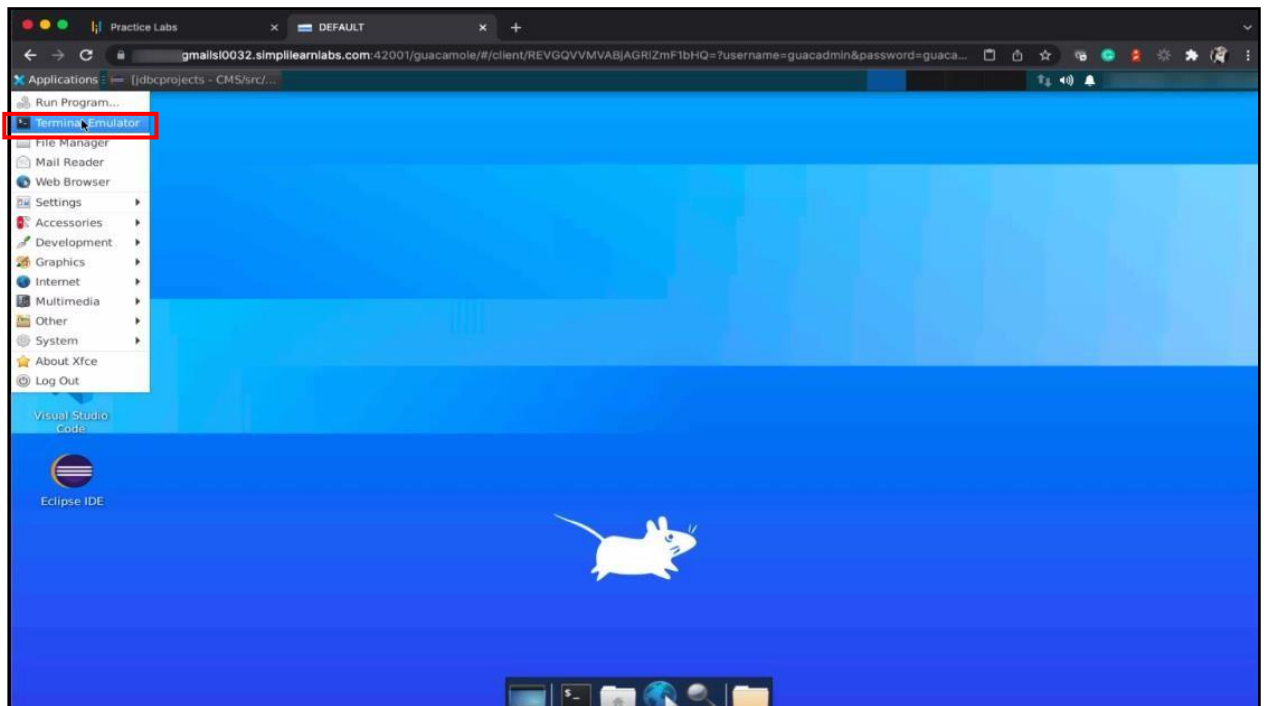 Practice Labs
DEFAULT
gmailsl0032.simplilearnlabs.com:42001/guacamole/#/client/REVGQVVMVABjAGRlZmF1bHQ=?username=guacadmin&password=guaca...
Applications
[jdbcprojects - CMS/src/...
Run Program...
Terminal Emulator
File Manager
Mail Reader
Web Browser
Settings
Accessories
Development
Graphics
Internet
Multimedia
Other
System
About Xfce
Log Out
Visual Studio
Code
Eclipse IDE